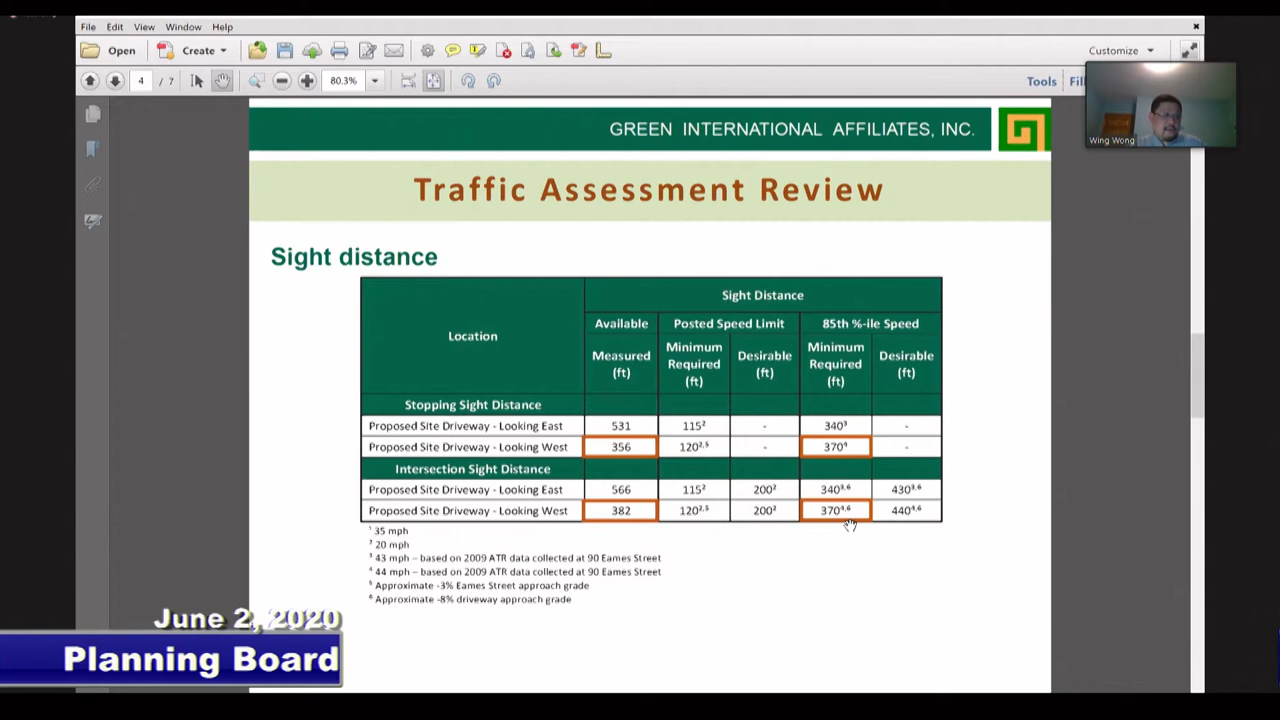 File Edit View Window Help
Open Create Customize
4 / 7 80.3% Tools Fil
Wing Wong
GREEN INTERNATIONAL AFFILIATES, INC.
Traffic Assessment Review
Sight distance
Location Sight Distance
Available Posted Speed Limit 85th %-ile Speed
Measured (ft) Minimum Required (ft) Desirable (ft) Minimum Required (ft) Desirable (ft)
Stopping Sight Distance
Proposed Site Driveway - Looking East 531 115² - 340³ -
Proposed Site Driveway - Looking West 356 120²,⁵ - 370⁴ -
Intersection Sight Distance
Proposed Site Driveway - Looking East 566 115² 200² 340³,⁶ 430³,⁶
Proposed Site Driveway - Looking West 382 120²,⁵ 200² 370⁴,⁶ 440⁴,⁶
¹ 35 mph
² 20 mph
³ 43 mph – based on 2009 ATR data collected at 90 Eames Street
⁴ 44 mph – based on 2009 ATR data collected at 90 Eames Street
⁵ Approximate -3% Eames Street approach grade
⁶ Approximate -8% driveway approach grade
June 2, 2020
Planning Board